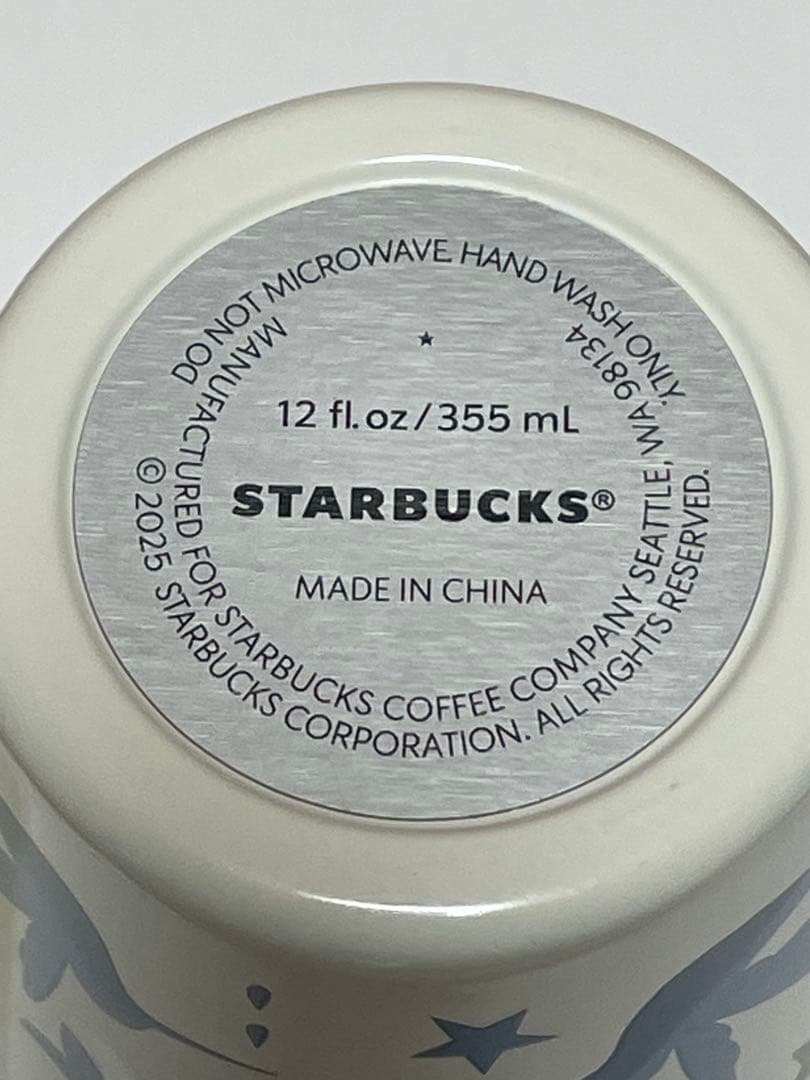 DO NOT MICROWAVE. HAND WASH ONLY.
12 fl.oz/355 mL
STARBUCKS®
MADE IN CHINA
MANUFACTURED FOR STARBUCKS COFFEE COMPANY SEATTLE, WA 98134
© 2025 STARBUCKS CORPORATION. ALL RIGHTS RESERVED.